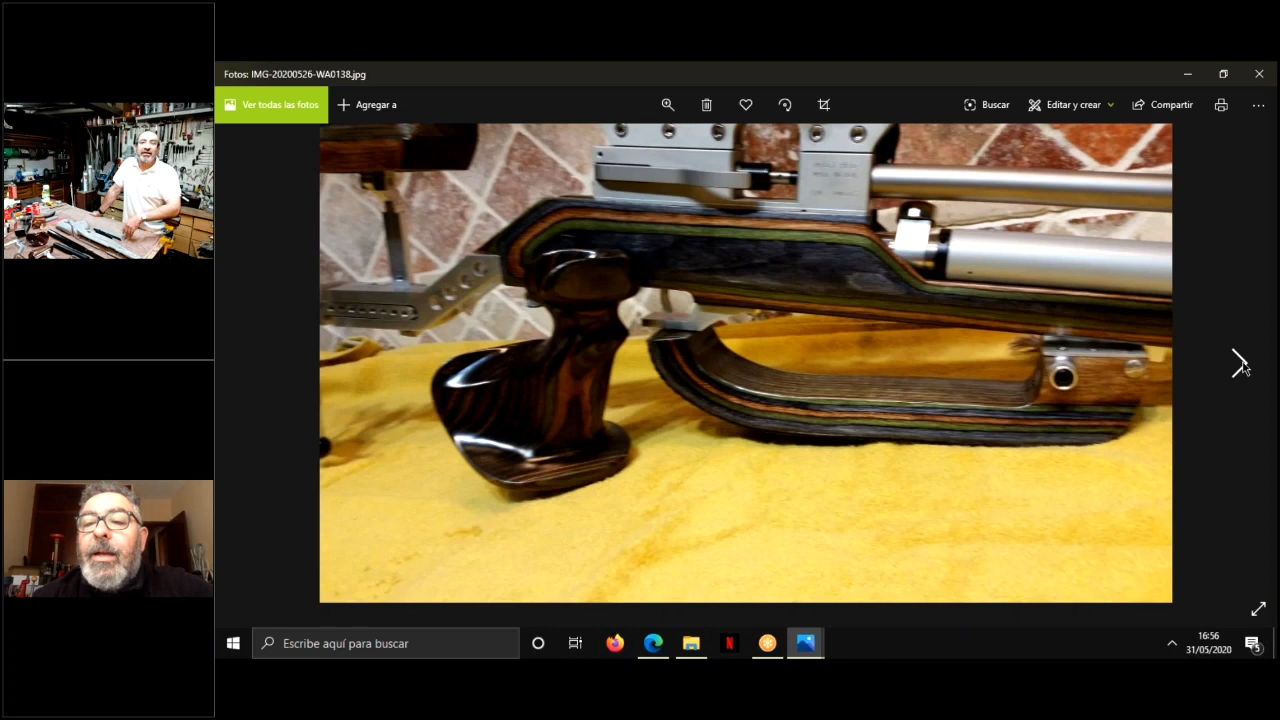 Fotos: IMG-20200526-WA0138.jpg
Ver todas las fotos
Agregar a
Buscar
Editar y crear
Compartir
Escribe aquí para buscar
16:56
31/05/2020
5